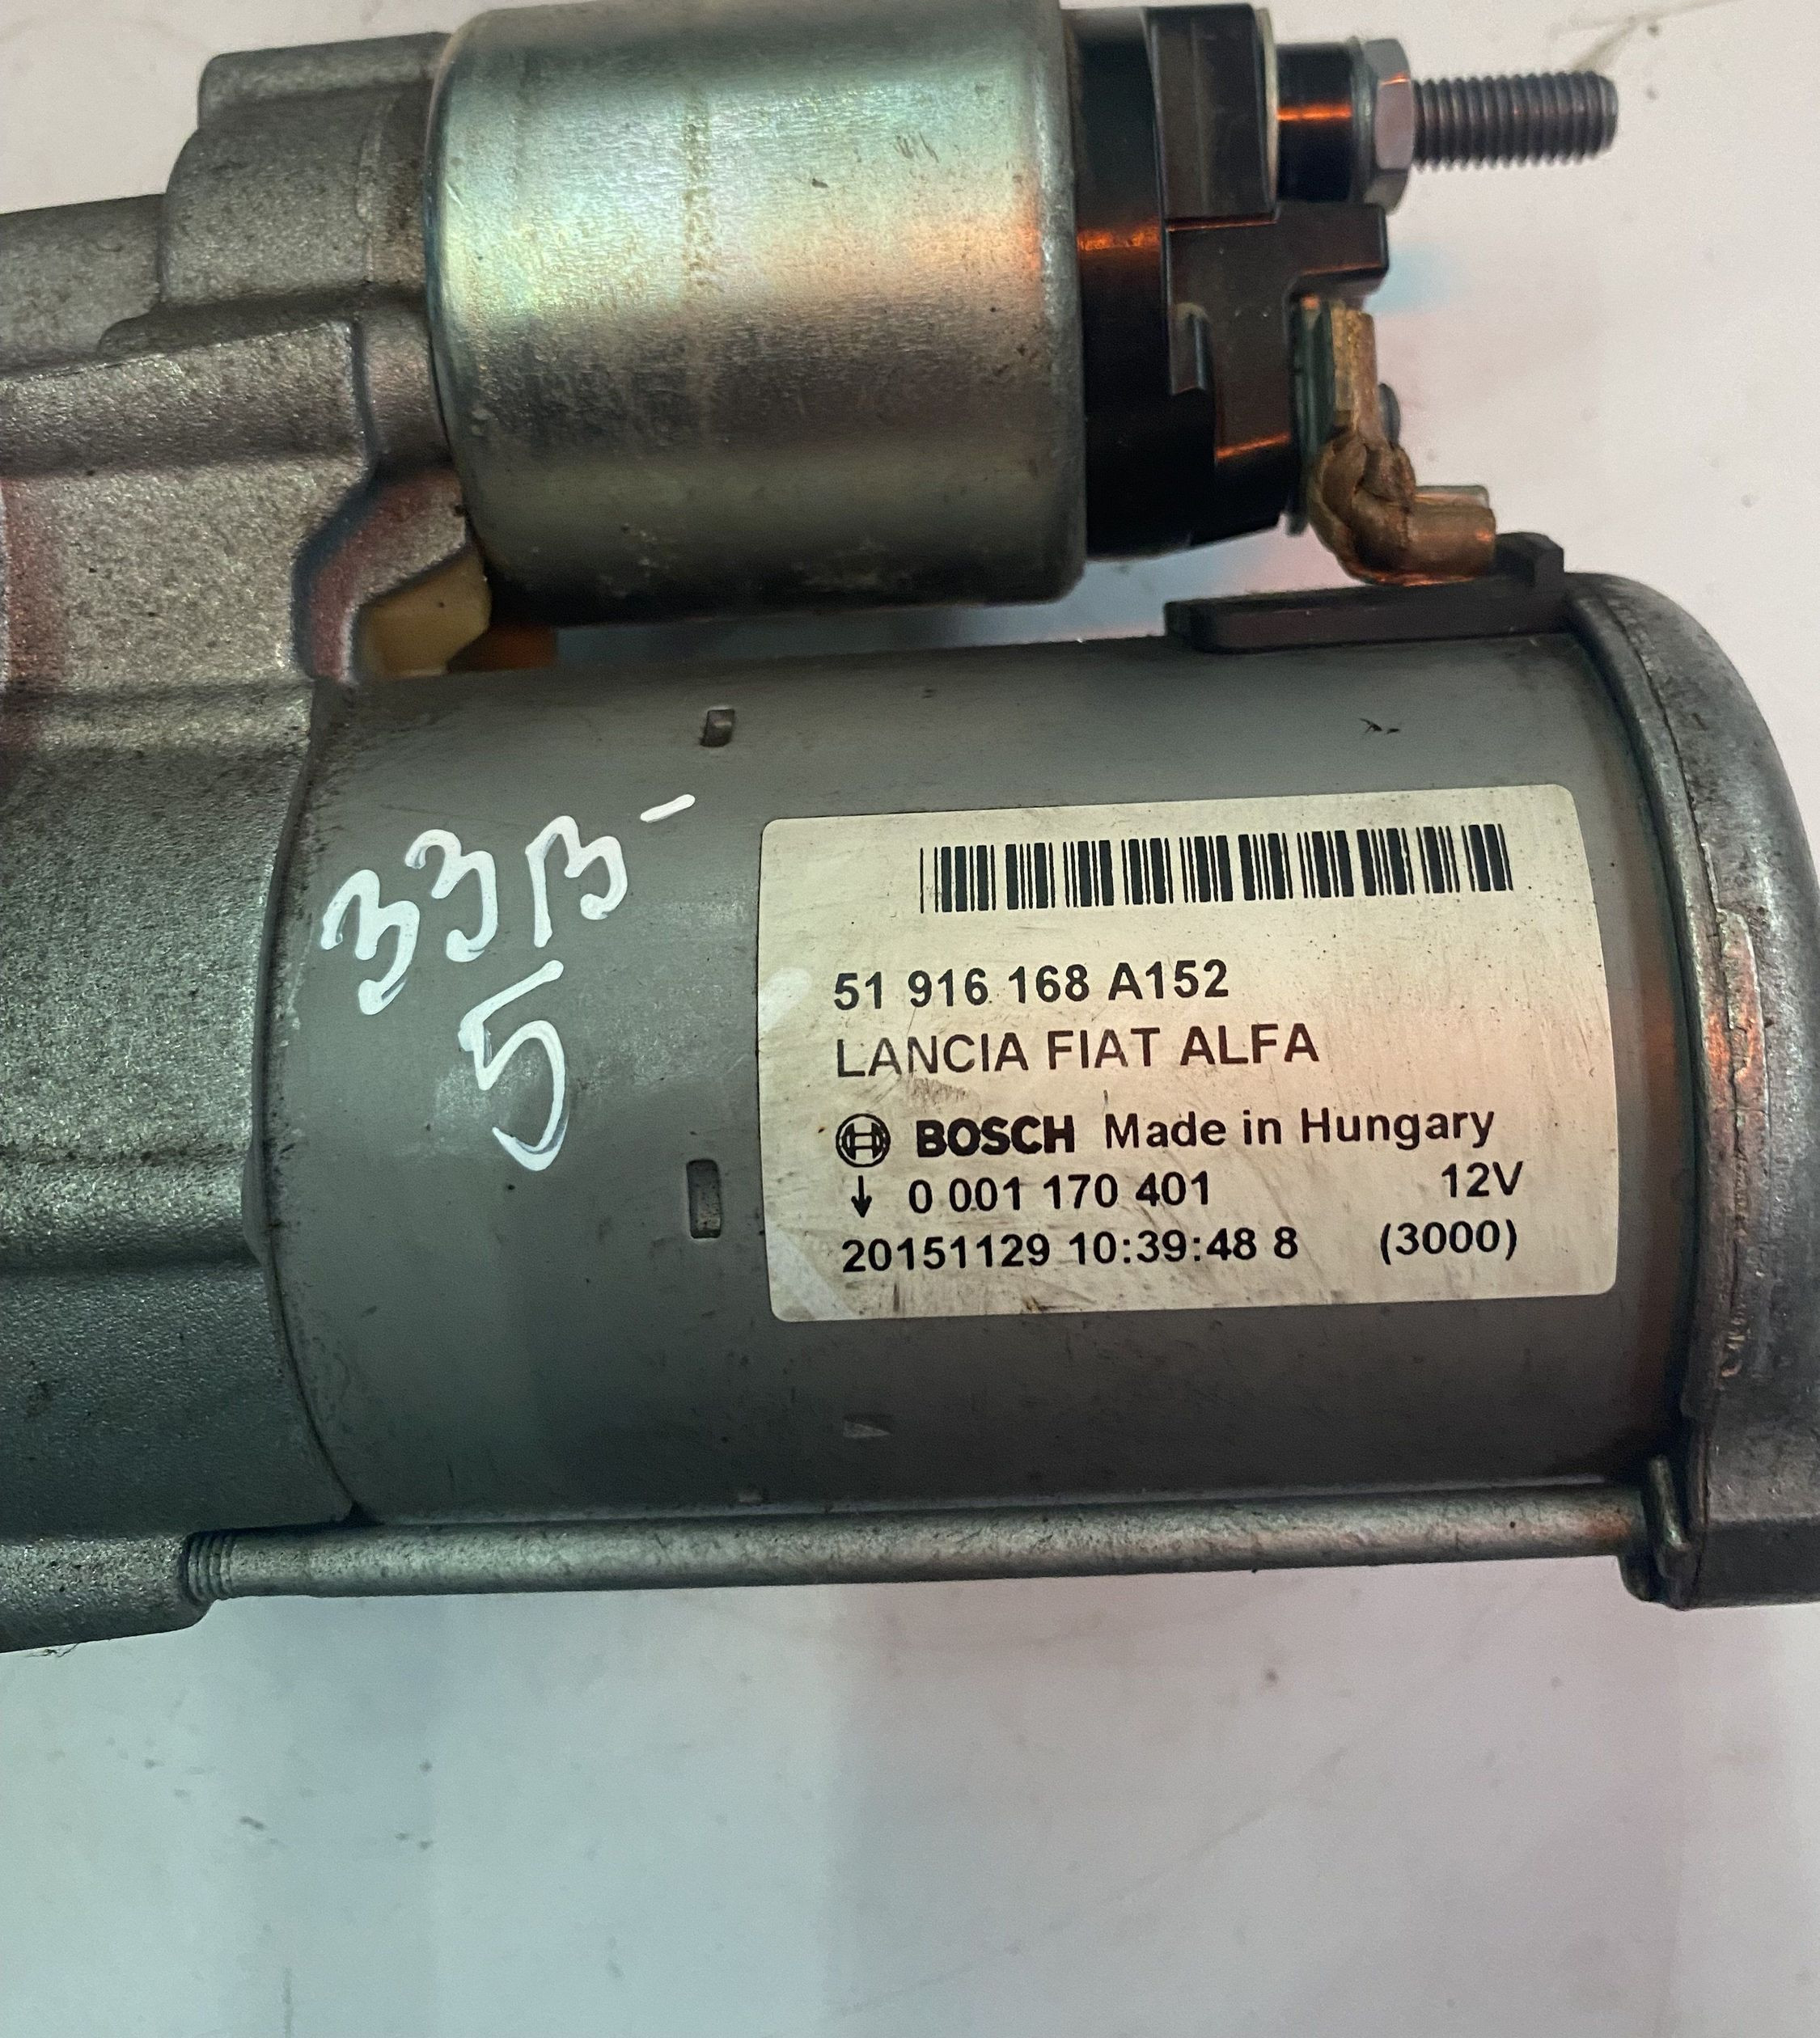 33B-
5
51 916 168 A152
LANCIA FIAT ALFA
BOSCH Made in Hungary
↓ 0 001 170 401 12V
20151129 10:39:48 8 (3000)